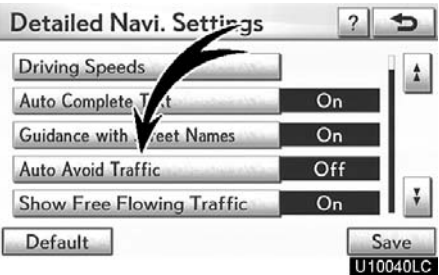 Detailed Navi. Settings ?
Driving Speeds
Auto Complete On
Guidance with Names On
Auto Avoid Traffic Off
Show Free Flowing Traffic On
Default Save
U10040LC